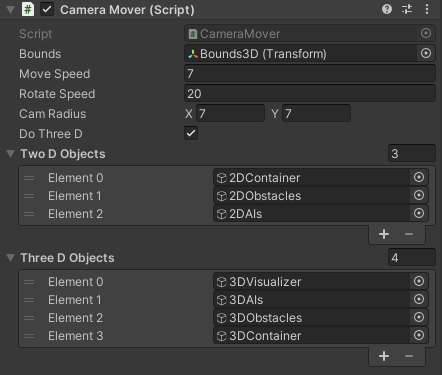 Camera Mover (Script)
Script CameraMover
Bounds Bounds3D (Transform)
Move Speed 7
Rotate Speed 20
Cam Radius X 7 Y 7
Do Three D
Two D Objects 3
Element 0 2DContainer
Element 1 2DObstacles
Element 2 2DAIs
Three D Objects 4
Element 0 3DVisualizer
Element 1 3DAIs
Element 2 3DObstacles
Element 3 3DContainer